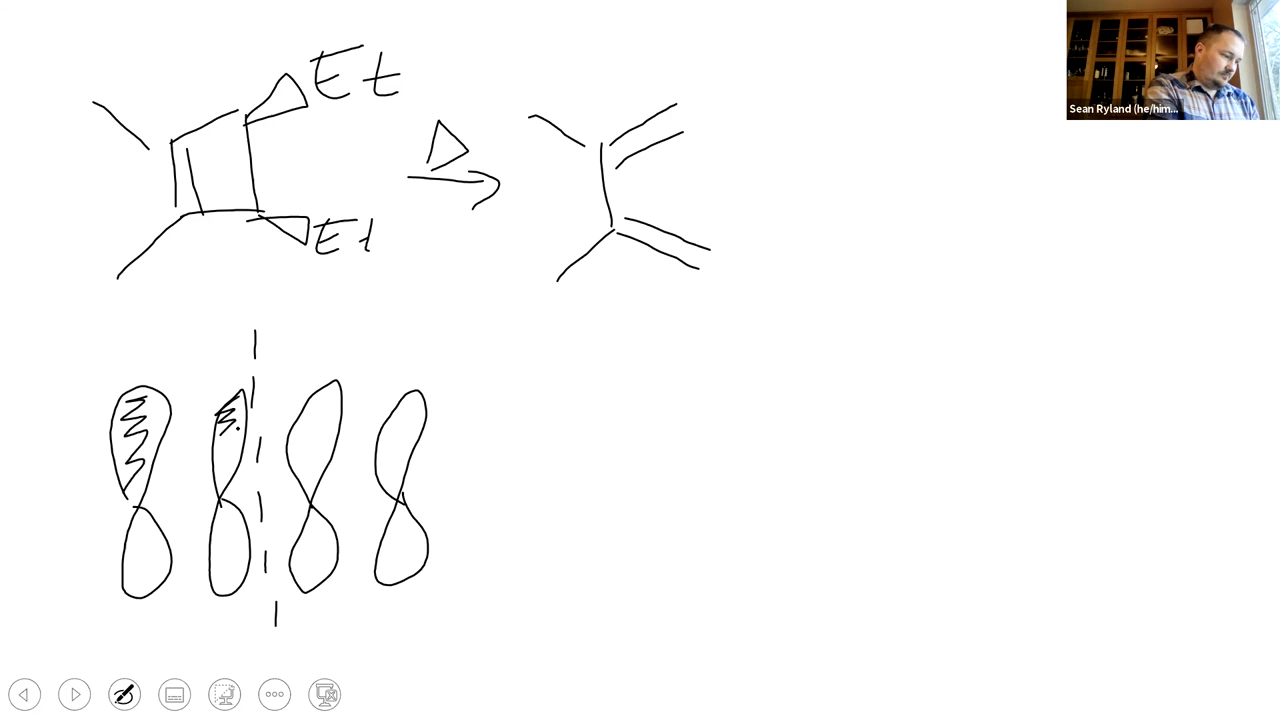 Et
Δ
Et
Sean Ryland (he/him...